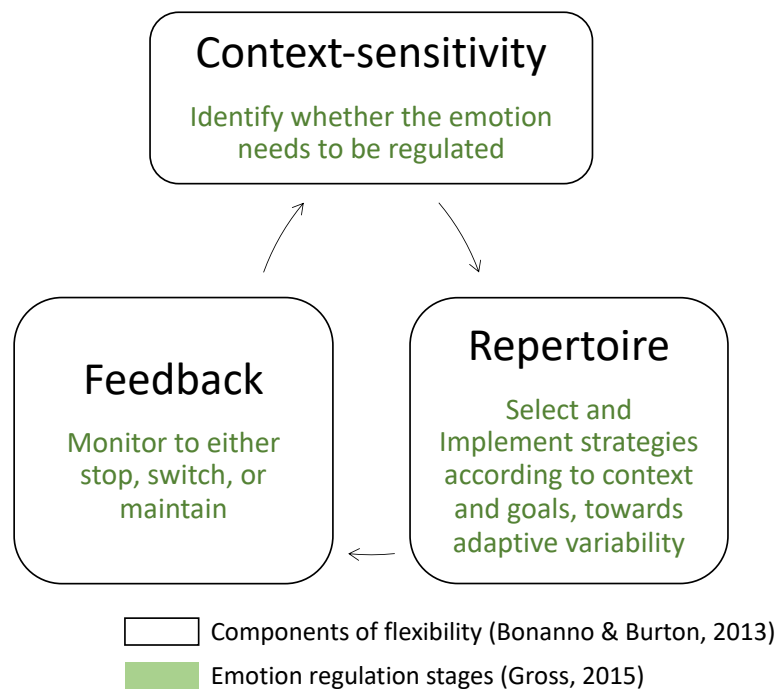 Context-sensitivity
Identify whether the emotion
needs to be regulated
Feedback
Monitor to either
stop, switch, or
maintain
Repertoire
Select and
Implement strategies
according to context
and goals, towards
adaptive variability
Components of flexibility (Bonanno & Burton, 2013)
Emotion regulation stages (Gross, 2015)